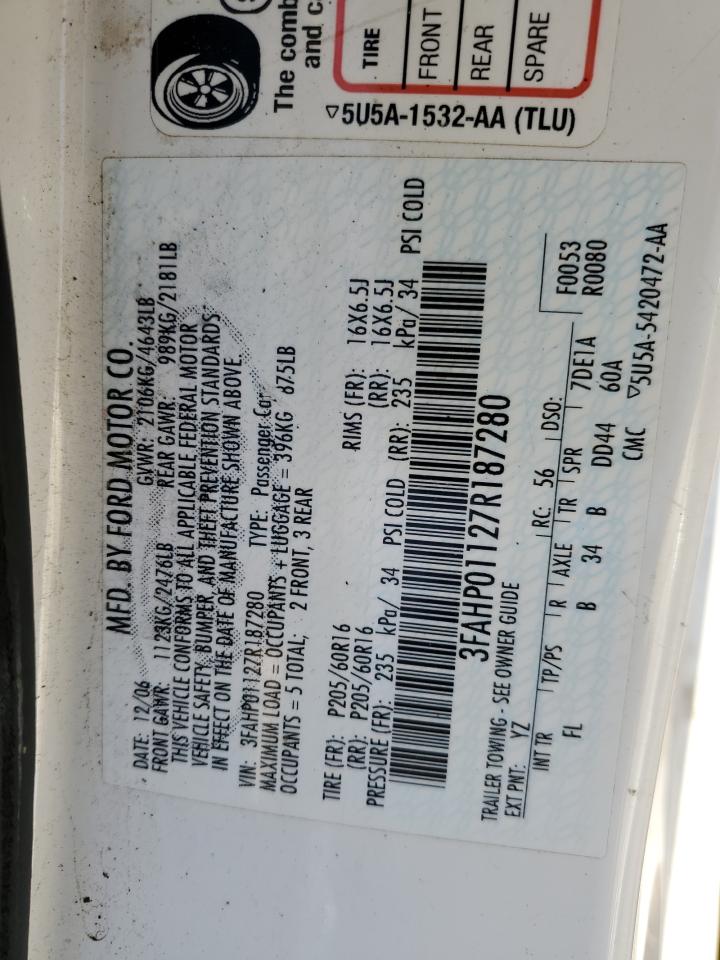 The comb
and ca
TIRE
FRONT
REAR
SPARE
▽5U5A-1532-AA (TLU)
MFD. BY FORD MOTOR CO.
DATE: 12/06 GVWR: 2106KG/4643LB
FRONT GAWR: 1123KG/2476LB REAR GAWR: 989KG/2181LB
THIS VEHICLE CONFORMS TO ALL APPLICABLE FEDERAL MOTOR
VEHICLE SAFETY, BUMPER, AND THEFT PREVENTION STANDARDS
IN EFFECT ON THE DATE OF MANUFACTURE SHOWN ABOVE.
VIN: 3FAHP01127R187280 TYPE: Passenger Car
MAXIMUM LOAD = OCCUPANTS + LUGGAGE = 396KG 875LB
OCCUPANTS = 5 TOTAL; 2 FRONT, 3 REAR
TIRE (FR): P205/60R16 RIMS (FR): 16X6.5J
(RR): P205/60R16 (RR): 16X6.5J
PRESSURE (FR): 235 kPa/ 34 PSI COLD (RR): 235 kPa/ 34 PSI COLD
3FAHP01127R187280
TRAILER TOWING - SEE OWNER GUIDE
EXT PNT: YZ RC: 56 DSO: F0053
R0080
INT TR TP/PS R AXLE TR SPR 7DE1A
FL B 34 B DD44 60A
CMC ▽5U5A-5420472-AA